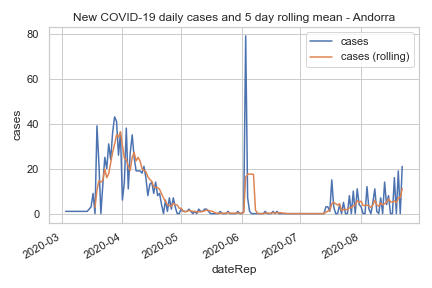 New COVID-19 daily cases and 5 day rolling mean - Andorra
cases
cases (rolling)
80
60
40
20
0
cases
2020-03
2020-04
2020-05
2020-06
2020-07
2020-08
dateRep